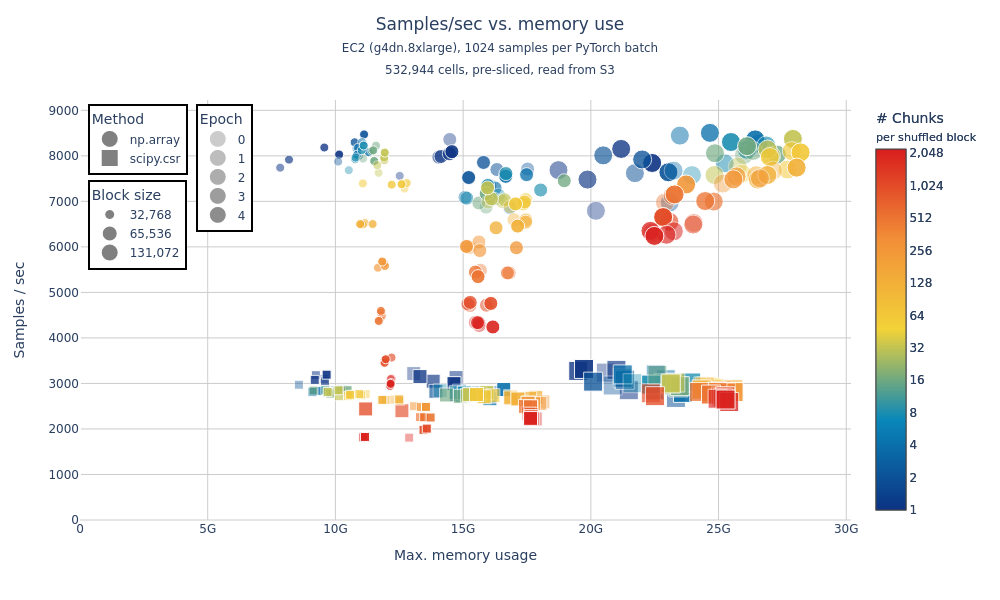 Samples/sec vs. memory use
EC2 (g4dn.8xlarge), 1024 samples per PyTorch batch
532,944 cells, pre-sliced, read from S3
Method
np.array
scipy.csr
Block size
32,768
65,536
131,072
Epoch
0
1
2
3
4
# Chunks
per shuffled block
2,048
1,024
512
256
128
64
32
16
8
4
2
1
Samples / sec
9000
8000
7000
6000
5000
4000
3000
2000
1000
0
0
5G
10G
15G
20G
25G
30G
Max. memory usage